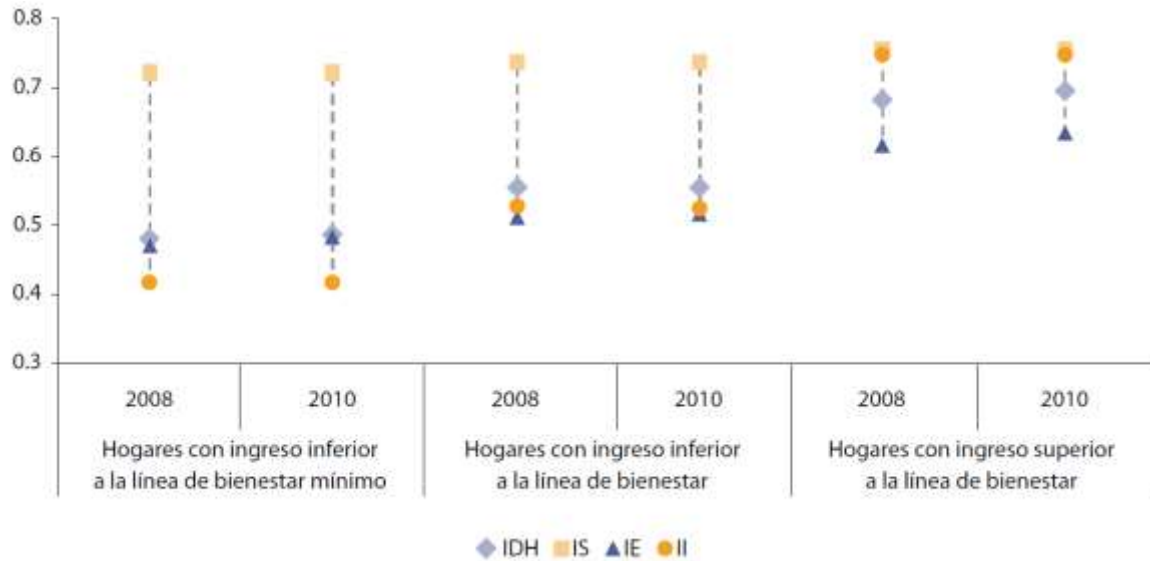 0.8
0.7
0.6
0.5
0.4
0.3
2008 2010 2008 2010 2008 2010
Hogares con ingreso inferior Hogares con ingreso inferior Hogares con ingreso superior
a la línea de bienestar mínimo a la línea de bienestar a la línea de bienestar
IDH IS IE II